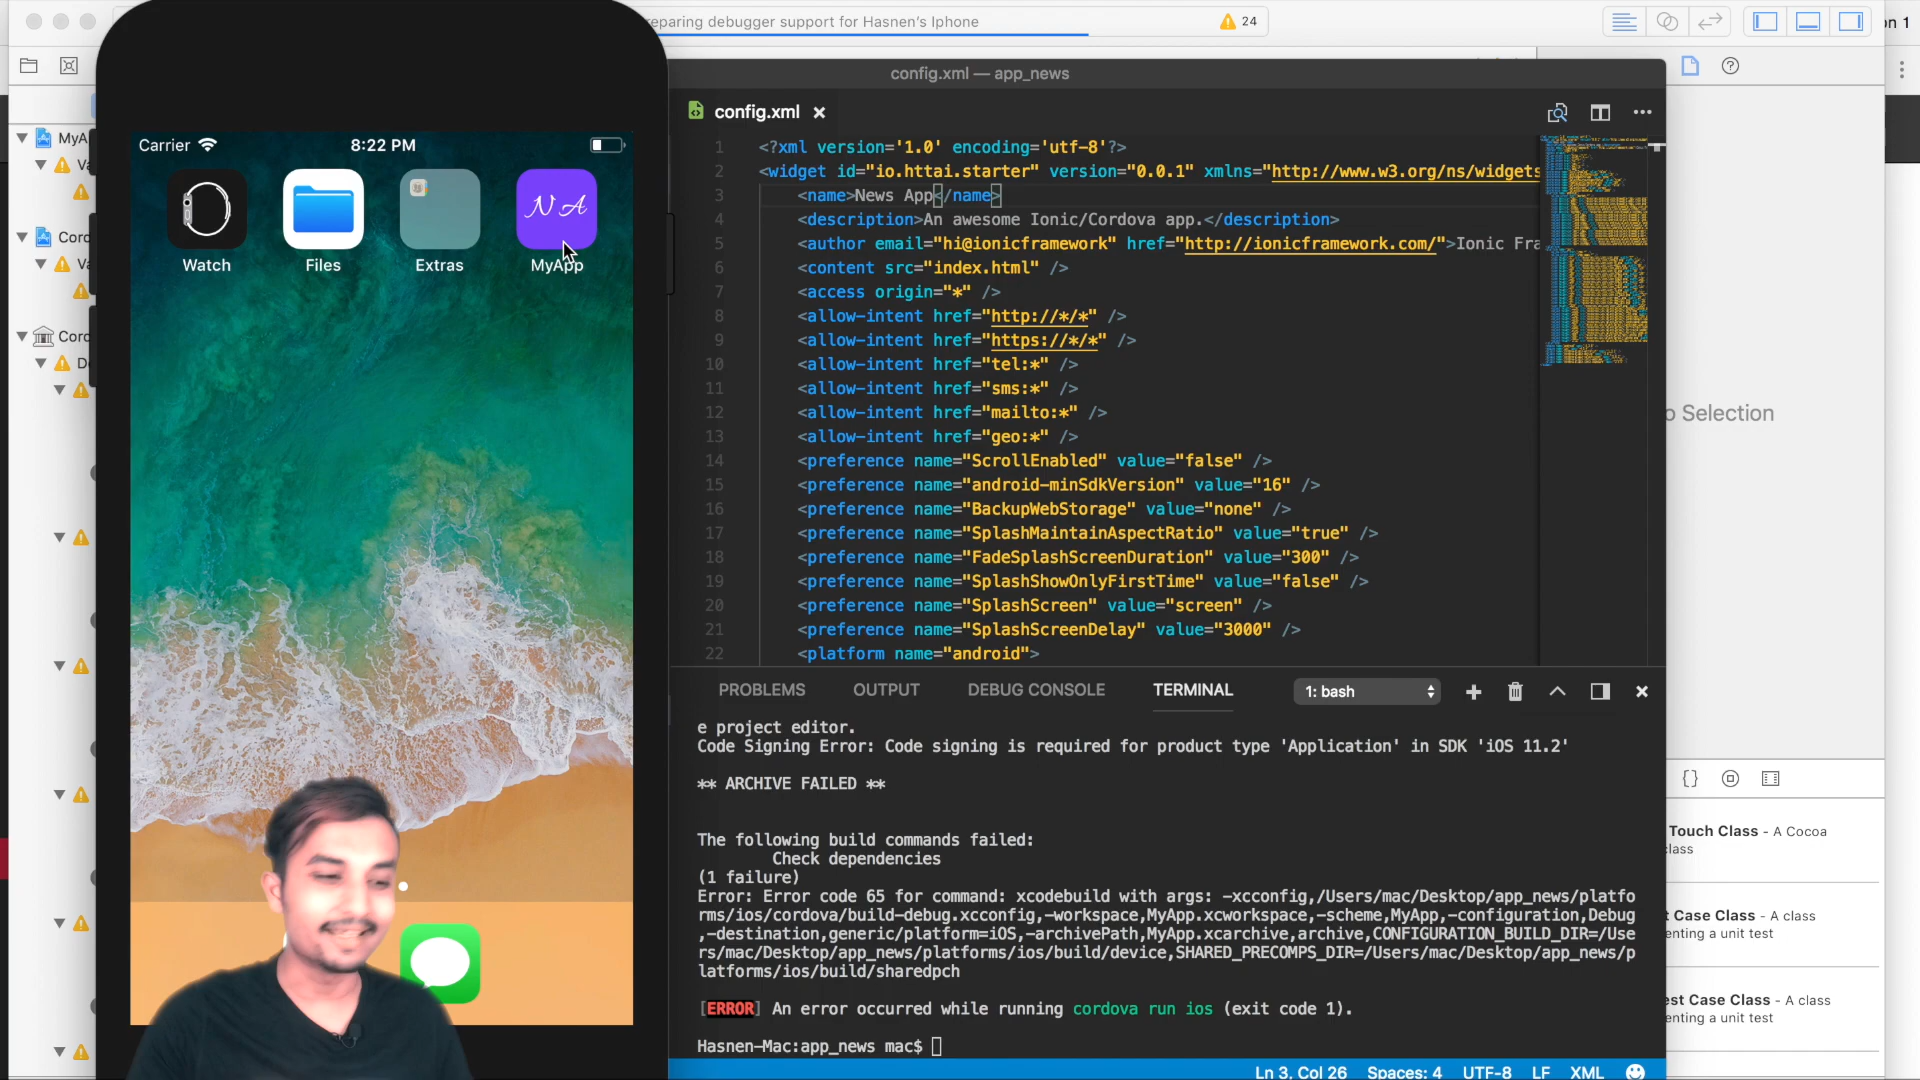 reparing debugger support for Hasnen's Iphone
24
on 1
config.xml — app_news
config.xml
MyA
Va
Cord
Va
Cord
D
Carrier
8:22 PM
N A
Watch
Files
Extras
MyApp
1 <?xml version='1.0' encoding='utf-8'?>
2 <widget id="io.httai.starter" version="0.0.1" xmlns="http://www.w3.org/ns/widgets
3 <name>News App</name>
4 <description>An awesome Ionic/Cordova app.</description>
5 <author email="hi@ionicframework" href="http://ionicframework.com/">Ionic Fra
6 <content src="index.html" />
7 <access origin="*" />
8 <allow-intent href="http://*/*" />
9 <allow-intent href="https://*/*" />
10 <allow-intent href="tel:*" />
11 <allow-intent href="sms:*" />
12 <allow-intent href="mailto:*" />
13 <allow-intent href="geo:*" />
14 <preference name="ScrollEnabled" value="false" />
15 <preference name="android-minSdkVersion" value="16" />
16 <preference name="BackupWebStorage" value="none" />
17 <preference name="SplashMaintainAspectRatio" value="true" />
18 <preference name="FadeSplashScreenDuration" value="300" />
19 <preference name="SplashShowOnlyFirstTime" value="false" />
20 <preference name="SplashScreen" value="screen" />
21 <preference name="SplashScreenDelay" value="3000" />
22 <platform name="android">
o Selection
PROBLEMS OUTPUT DEBUG CONSOLE TERMINAL 1: bash
e project editor.
Code Signing Error: Code signing is required for product type 'Application' in SDK 'iOS 11.2'
** ARCHIVE FAILED **
The following build commands failed:
Check dependencies
(1 failure)
Error: Error code 65 for command: xcodebuild with args: -xcconfig,/Users/mac/Desktop/app_news/platfo
rms/ios/cordova/build-debug.xcconfig,-workspace,MyApp.xcworkspace,-scheme,MyApp,-configuration,Debug
,-destination,generic/platform=iOS,-archivePath,MyApp.xcarchive,archive,CONFIGURATION_BUILD_DIR=/Use
rs/mac/Desktop/app_news/platforms/ios/build/device,SHARED_PRECOMPS_DIR=/Users/mac/Desktop/app_news/p
latforms/ios/build/sharedpch
[ERROR] An error occurred while running cordova run ios (exit code 1).
Hasnen-Mac:app_news mac$
Touch Class - A Cocoa
class
t Case Class - A class
enting a unit test
est Case Class - A class
enting a unit test
Ln 3, Col 26 Spaces: 4 UTF-8 LF XML